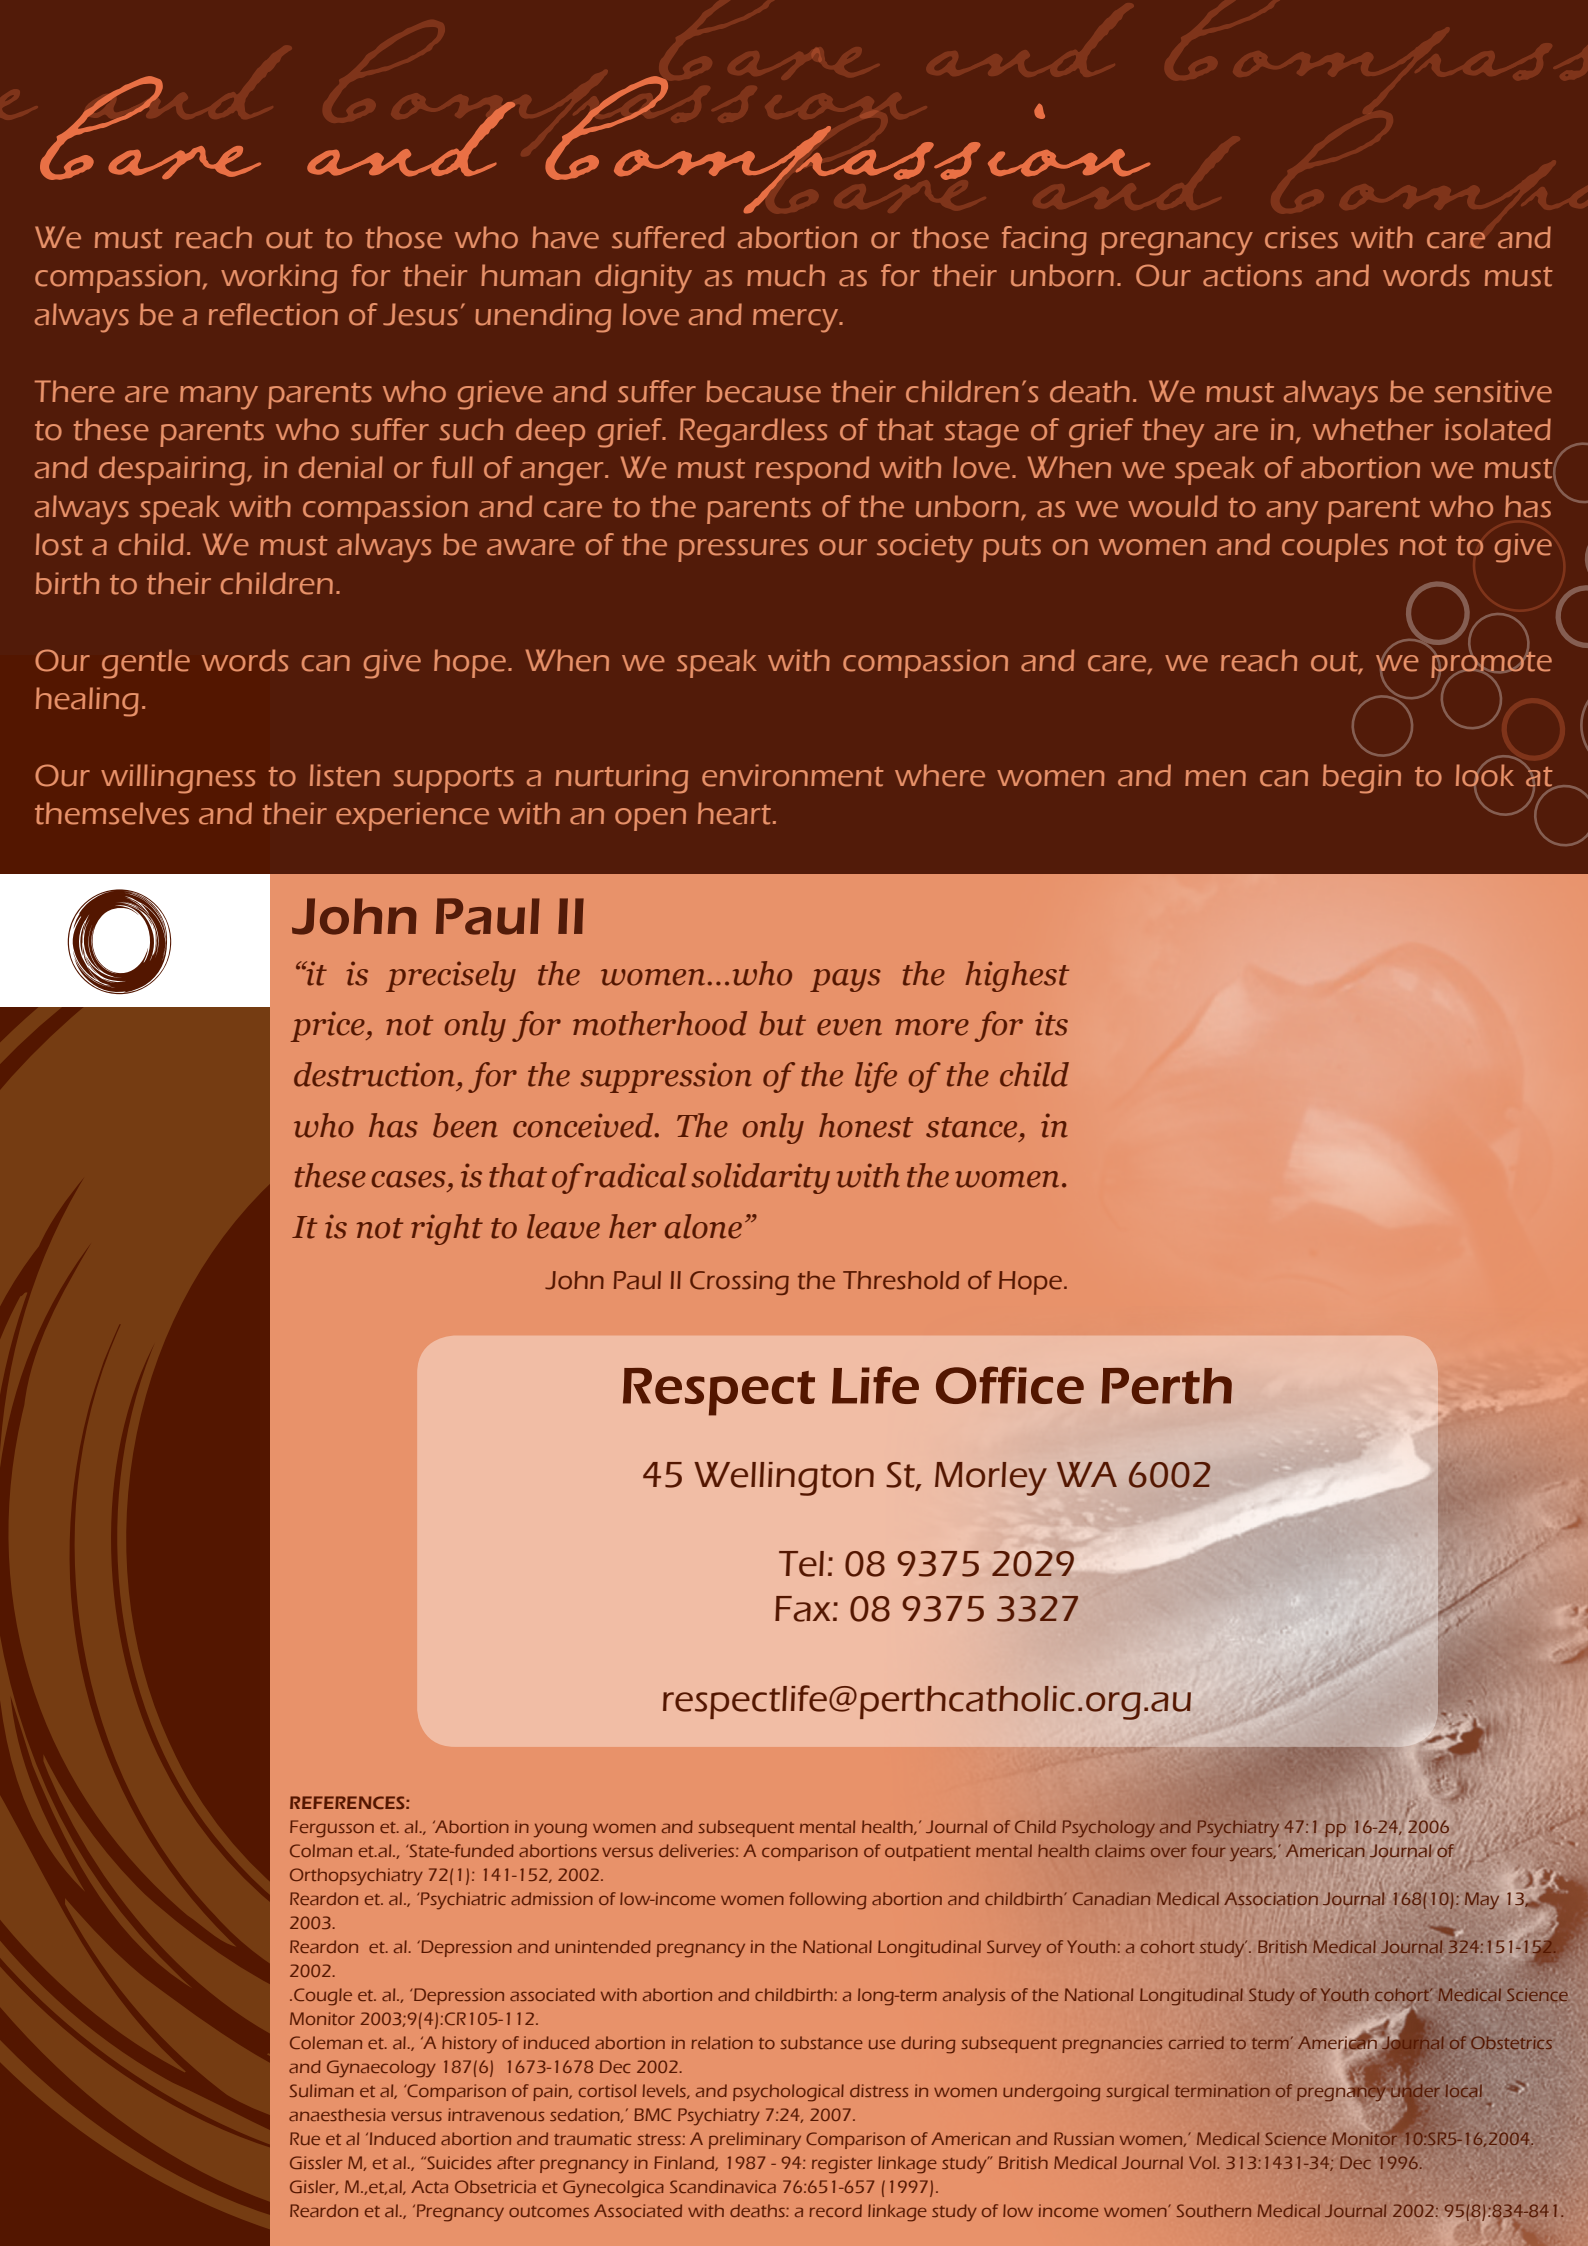 Care and Compassion
We must reach out to those who have suffered abortion or those facing pregnancy crises with care and
compassion, working for their human dignity as much as for their unborn. Our actions and words must
always be a reflection of Jesus’ unending love and mercy.
There are many parents who grieve and suffer because their children’s death. We must always be sensitive
to these parents who suffer such deep grief. Regardless of that stage of grief they are in, whether isolated
and despairing, in denial or full of anger. We must respond with love. When we speak of abortion we must
always speak with compassion and care to the parents of the unborn, as we would to any parent who has
lost a child. We must always be aware of the pressures our society puts on women and couples not to give
birth to their children.
Our gentle words can give hope. When we speak with compassion and care, we reach out, we promote
healing.
Our willingness to listen supports a nurturing environment where women and men can begin to look at
themselves and their experience with an open heart.
John Paul II
“it is precisely the women...who pays the highest
price, not only for motherhood but even more for its
destruction, for the suppression of the life of the child
who has been conceived. The only honest stance, in
these cases, is that of radical solidarity with the women.
It is not right to leave her alone”
John Paul II Crossing the Threshold of Hope.
Respect Life Office Perth
45 Wellington St, Morley WA 6002
Tel: 08 9375 2029
Fax: 08 9375 3327
respectlife@perthcatholic.org.au
REFERENCES:
Fergusson et. al., ‘Abortion in young women and subsequent mental health,’ Journal of Child Psychology and Psychiatry 47:1 pp 16-24, 2006
Colman et.al., ‘State-funded abortions versus deliveries: A comparison of outpatient mental health claims over four years,’ American Journal of
Orthopsychiatry 72(1): 141-152, 2002.
Reardon et. al., ‘Psychiatric admission of low-income women following abortion and childbirth’ Canadian Medical Association Journal 168(10): May 13,
2003.
Reardon et. al. ‘Depression and unintended pregnancy in the National Longitudinal Survey of Youth: a cohort study’. British Medical Journal 324:151-152.
2002.
.Cougle et. al., ‘Depression associated with abortion and childbirth: a long-term analysis of the National Longitudinal Study of Youth cohort’ Medical Science
Monitor 2003;9(4):CR105-112.
Coleman et. al., ‘A history of induced abortion in relation to substance use during subsequent pregnancies carried to term’ American Journal of Obstetrics
and Gynaecology 187(6) 1673-1678 Dec 2002.
Suliman et al, ‘Comparison of pain, cortisol levels, and psychological distress in women undergoing surgical termination of pregnancy under local
anaesthesia versus intravenous sedation,’ BMC Psychiatry 7:24, 2007.
Rue et al ‘Induced abortion and traumatic stress: A preliminary Comparison of American and Russian women,’ Medical Science Monitor 10:SR5-16,2004.
Gissler M, et al., “Suicides after pregnancy in Finland, 1987 - 94: register linkage study” British Medical Journal Vol. 313:1431-34; Dec 1996.
Gisler, M.,et,al, Acta Obsetricia et Gynecolgica Scandinavica 76:651-657 (1997).
Reardon et al., ‘Pregnancy outcomes Associated with deaths: a record linkage study of low income women’ Southern Medical Journal 2002: 95(8):834-841.